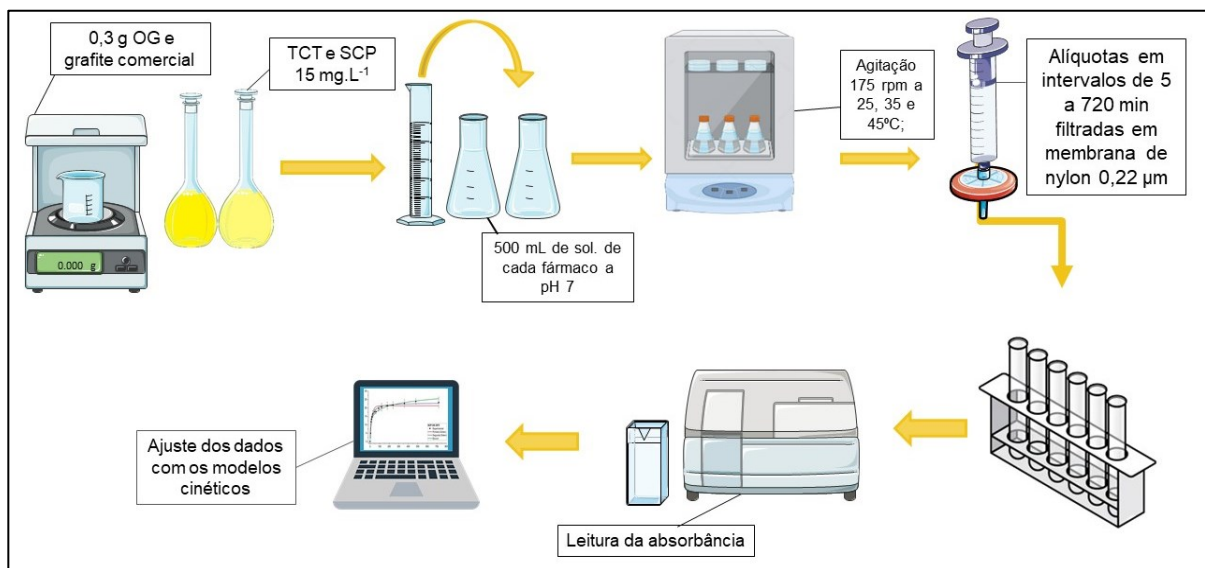 0,3 g OG e
grafite comercial
TCT e SCP
15 mg.L⁻¹
0.000 g
500 mL de sol. de
cada fármaco a
pH 7
Agitação
175 rpm a
25, 35 e
45ºC;
Alíquotas em
intervalos de 5
a 720 min
filtradas em
membrana de
nylon 0,22 µm
Ajuste dos dados
com os modelos
cinéticos
Leitura da absorbância